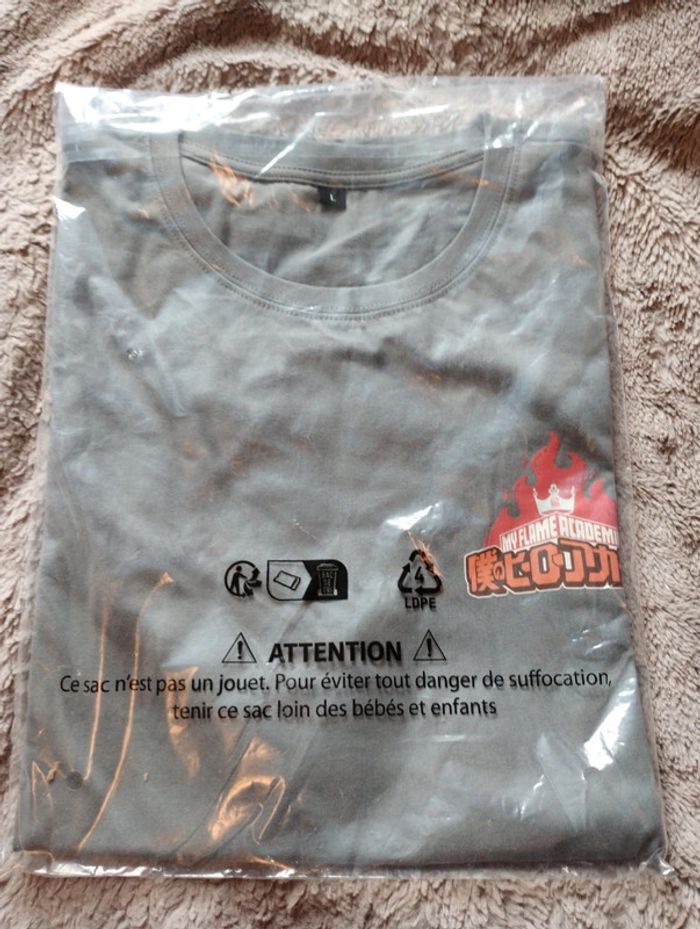 L
MY FLAME ACADEMI
僕のヒーローアカ
LDPE
ATTENTION
Ce sac n'est pas un jouet. Pour éviter tout danger de suffocation,
tenir ce sac loin des bébés et enfants